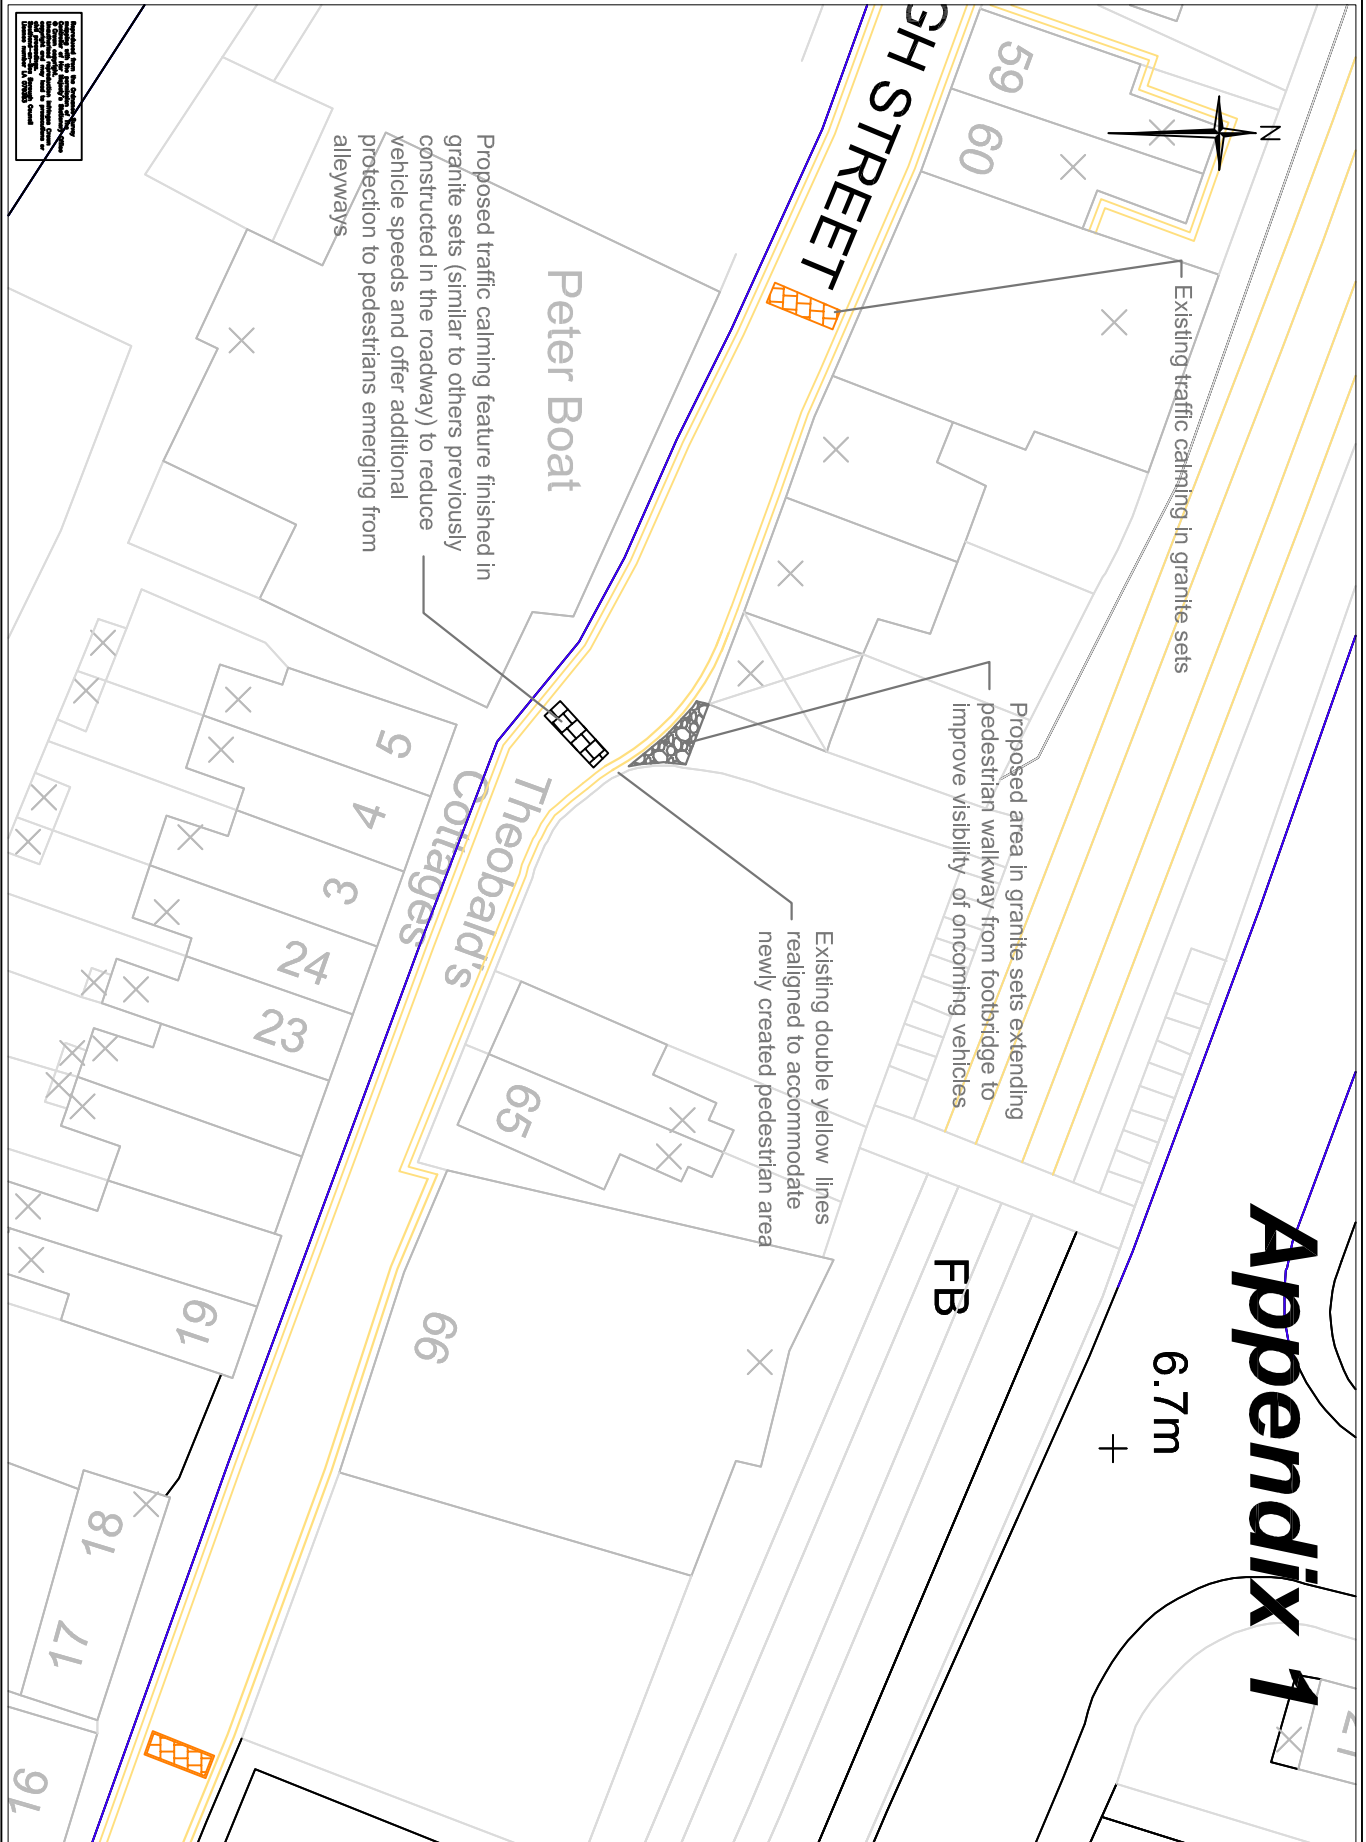 Appendix 1
N
GH STREET
59
60
Existing traffic calming in granite sets
Proposed area in granite sets extending
pedestrian walkway from footbridge to
improve visibility of oncoming vehicles
Existing double yellow lines
realigned to accommodate
newly created pedestrian area
FB
6.7m
Peter Boat
Proposed traffic calming feature finished in
granite sets (similar to others previously
constructed in the roadway) to reduce
vehicle speeds and offer additional
protection to pedestrians emerging from
alleyways
Theobald's
Cottages
5
4
3
24
23
65
66
19
18
17
16